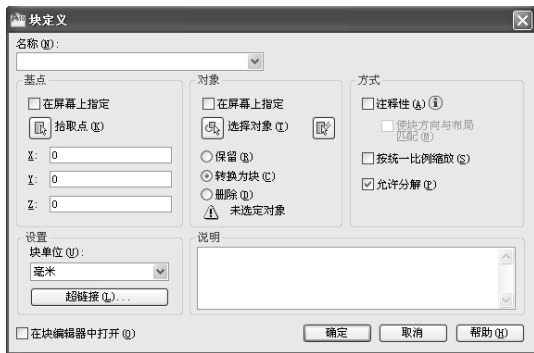 块定义
名称(N):
基点
在屏幕上指定
拾取点(K)
X: 0
Y: 0
Z: 0
对象
在屏幕上指定
选择对象(T)
保留(R)
转换为块(C)
删除(D)
未选定对象
方式
注释性(A)
使块方向与布局
匹配(M)
按统一比例缩放(S)
允许分解(P)
设置
块单位(U):
毫米
超链接(L)...
说明
在块编辑器中打开(O)
确定
取消
帮助(H)